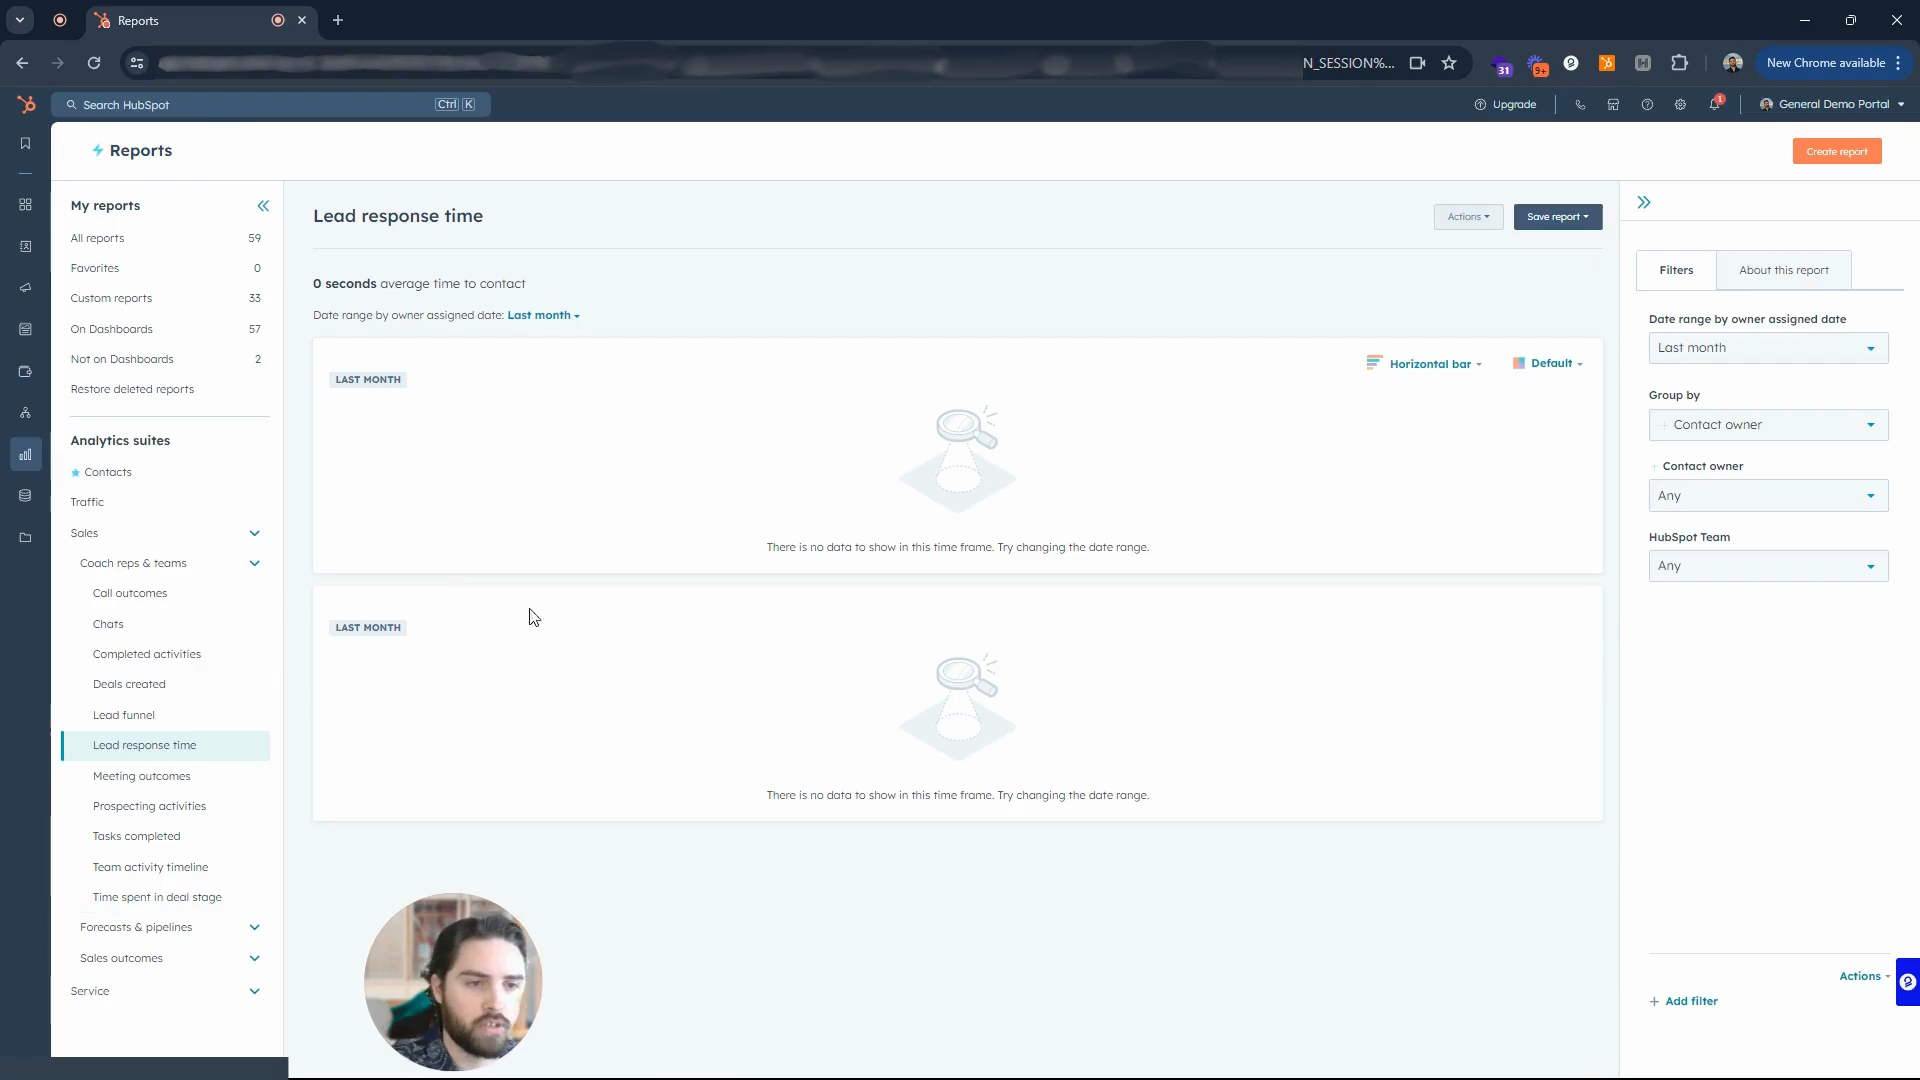 Reports
N_SESSION%...
31
9+
New Chrome available
Search HubSpot
Ctrl K
Upgrade
1
General Demo Portal
Reports
Create report
My reports
All reports 59
Favorites 0
Custom reports 33
On Dashboards 57
Not on Dashboards 2
Restore deleted reports
Analytics suites
Contacts
Traffic
Sales
Coach reps & teams
Call outcomes
Chats
Completed activities
Deals created
Lead funnel
Lead response time
Meeting outcomes
Prospecting activities
Tasks completed
Team activity timeline
Time spent in deal stage
Forecasts & pipelines
Sales outcomes
Service
Lead response time
Actions
Save report
0 seconds average time to contact
Date range by owner assigned date: Last month
LAST MONTH
Horizontal bar
Default
There is no data to show in this time frame. Try changing the date range.
LAST MONTH
There is no data to show in this time frame. Try changing the date range.
Filters
About this report
Date range by owner assigned date
Last month
Group by
Contact owner
Contact owner
Any
HubSpot Team
Any
Actions
+ Add filter